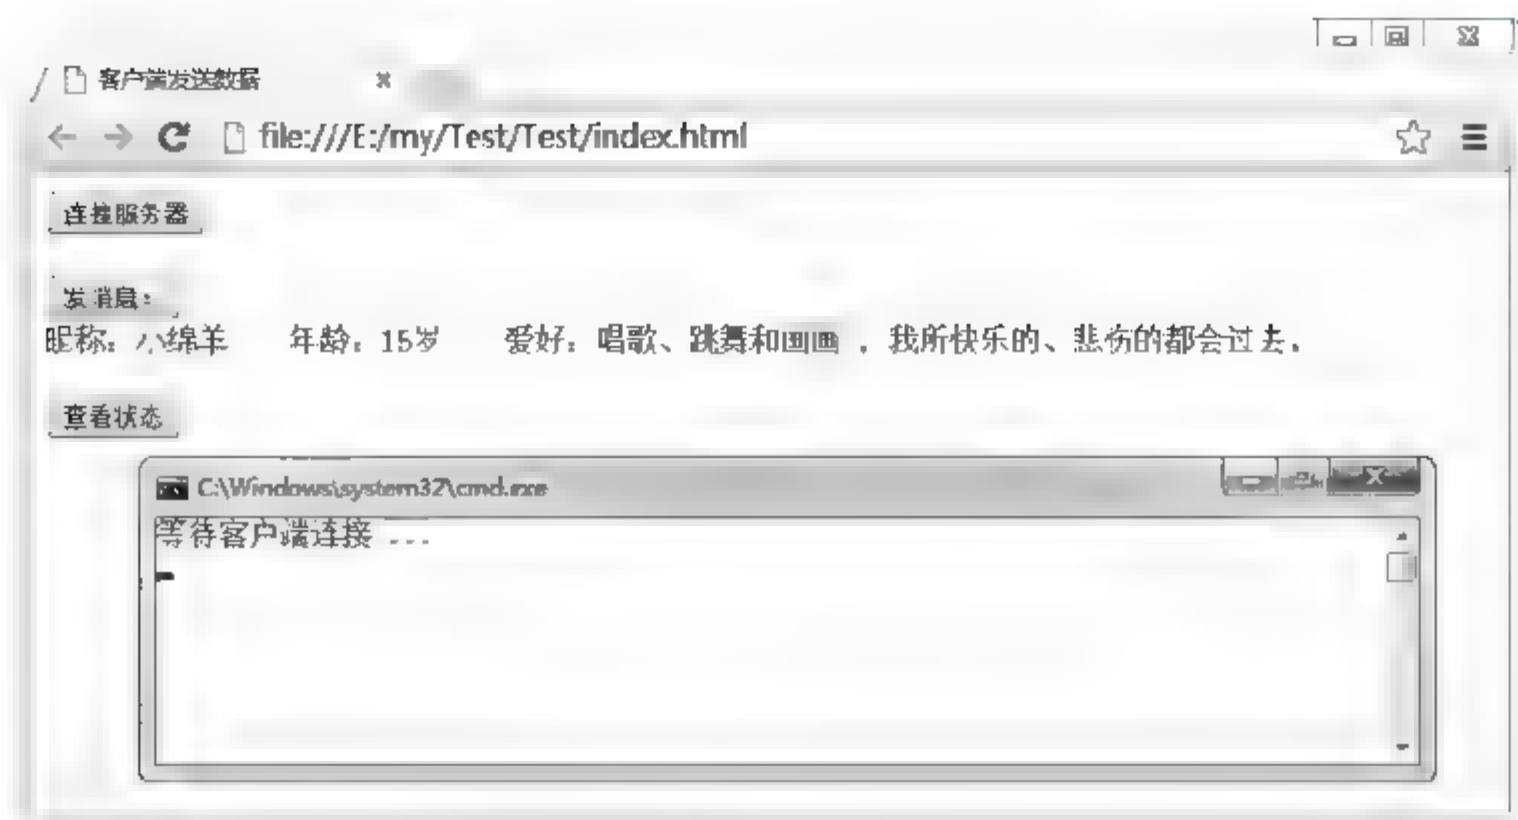 客户端发送数据
file:///E:/my/Test/Test/index.html
连接服务器
发消息:
昵称:小绵羊 年龄:15岁 爱好:唱歌、跳舞和画画,我所快乐的、悲伤的都会过去。
查看状态
C:\Windows\system32\cmd.exe
等待客户端连接 ...